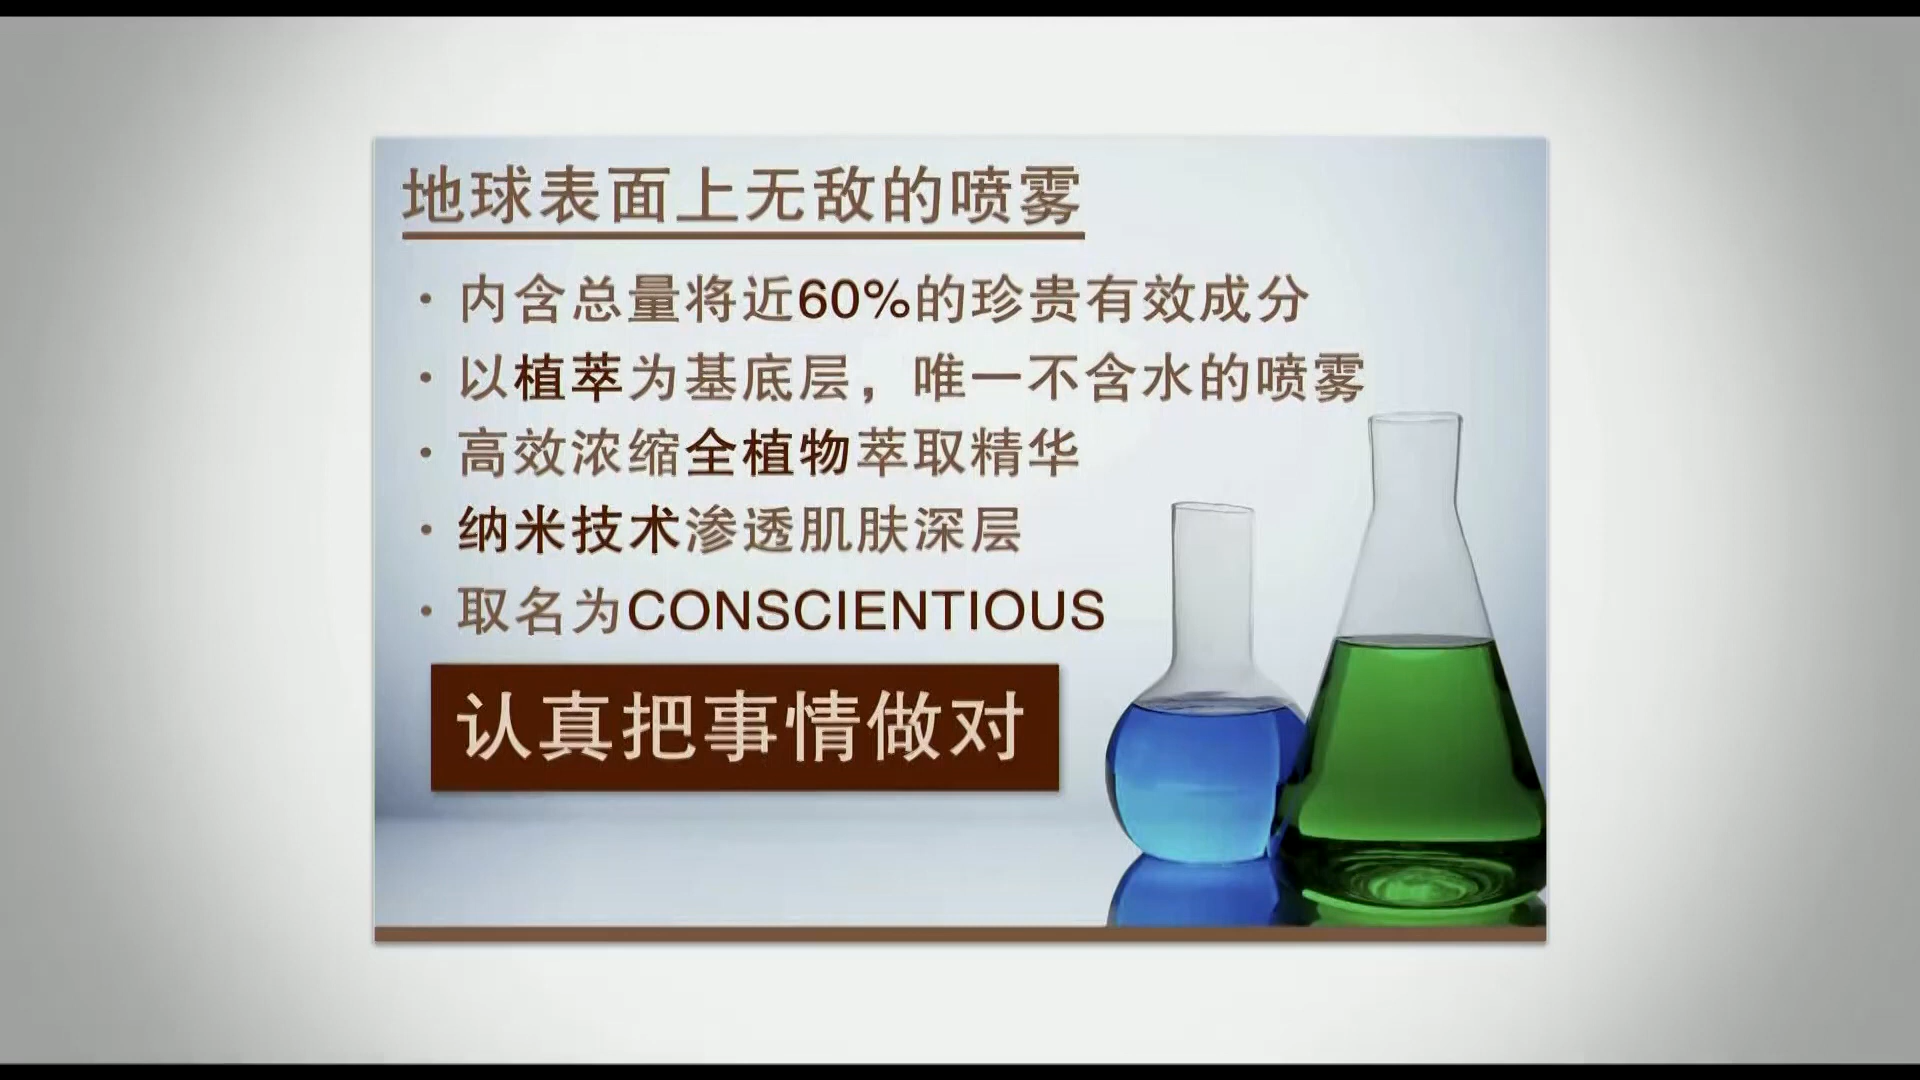 地球表面上无敌的喷雾
· 内含总量将近60%的珍贵有效成分
· 以植萃为基底层，唯一不含水的喷雾
· 高效浓缩全植物萃取精华
· 纳米技术渗透肌肤深层
· 取名为CONSCIENTIOUS
认真把事情做对